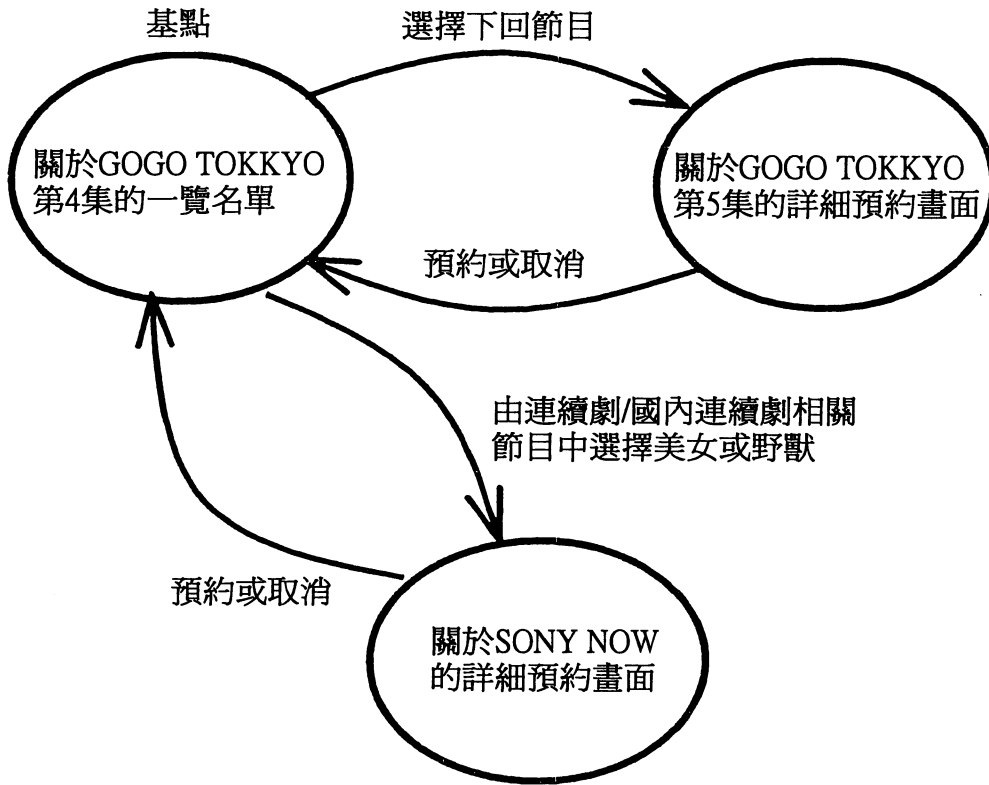 基點
選擇下回節目
關於GOGO TOKKYO
第4集的一覽名單
關於GOGO TOKKYO
第5集的詳細預約畫面
預約或取消
由連續劇/國內連續劇相關
節目中選擇美女或野獸
預約或取消
關於SONY NOW
的詳細預約畫面